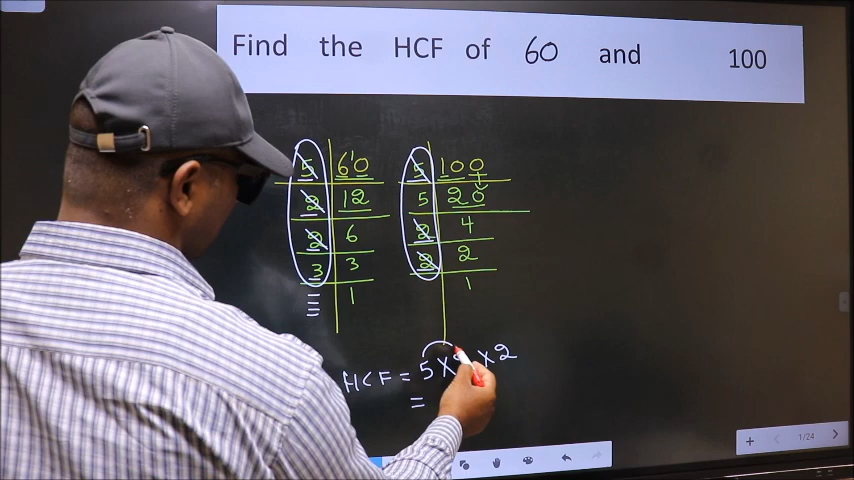 Find the HCF of 60 and 100
5 | 60 5 | 100
2 | 12 5 | 20
2 | 6 2 | 4
3 | 3 2 | 2
1 1
HCF = 5 X X 2
=
1/24